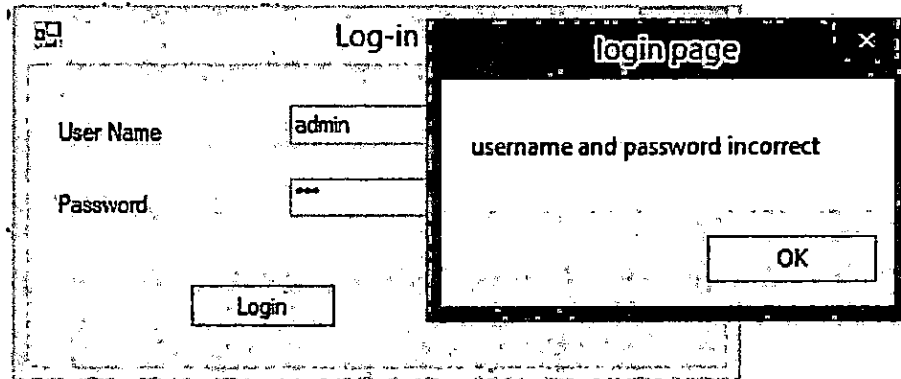 Log-in
login page
User Name
admin
username and password incorrect
Password
***
OK
Login